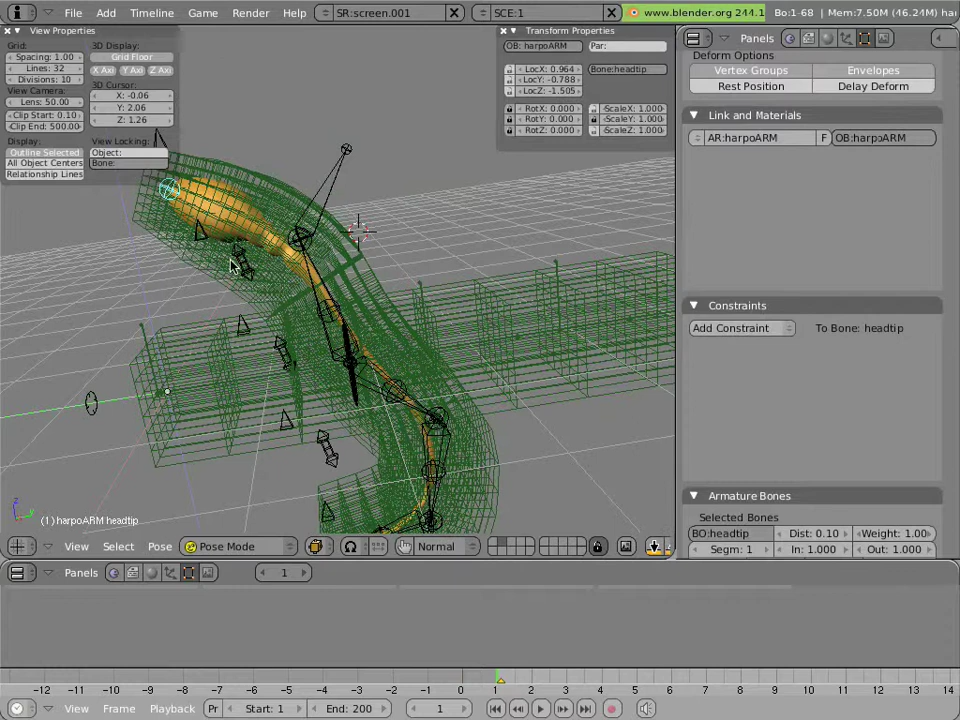 File Add Timeline Game Render Help SR:screen.001 SCE:1 www.blender.org 244.1 Bo:1-68 | Mem:7.50M (46.24M) ha
View Properties
Transform Properties
Panels
Grid:
Spacing: 1.00
Lines: 32
Divisions: 10
View Camera:
Lens: 50.00
Clip Start: 0.10
Clip End: 500.00
Display:
Outline Selected
All Object Centers
Relationship Lines
3D Display:
Grid Floor
X Axi Y Axi Z Axi
3D Cursor:
X: -0.06
Y: 2.06
Z: 1.26
View Locking:
Object:
Bone:
OB: harpoARM Par:
LocX: 0.964 Bone:headtip
LocY: -0.788
LocZ: -1.505
RotX: 0.000 ScaleX: 1.000
RotY: 0.000 ScaleY: 1.000
RotZ: 0.000 ScaleZ: 1.000
Deform Options
Vertex Groups Envelopes
Rest Position Delay Deform
Link and Materials
AR:harpoARM F OB:harpoARM
Constraints
Add Constraint To Bone: headtip
Armature Bones
Selected Bones
BO:headtip Dist: 0.10 Weight: 1.00
Segm: 1 In: 1.000 Out: 1.000
z
y
(1) harpoARM headtip
View Select Pose Pose Mode Normal
Panels 1
-12 -11 -10 -9 -8 -7 -6 -5 -4 -3 -2 -1 0 1 2 3 4 5 6 7 8 9 10 11 12 13 14
View Frame Playback Pr Start: 1 End: 200 1